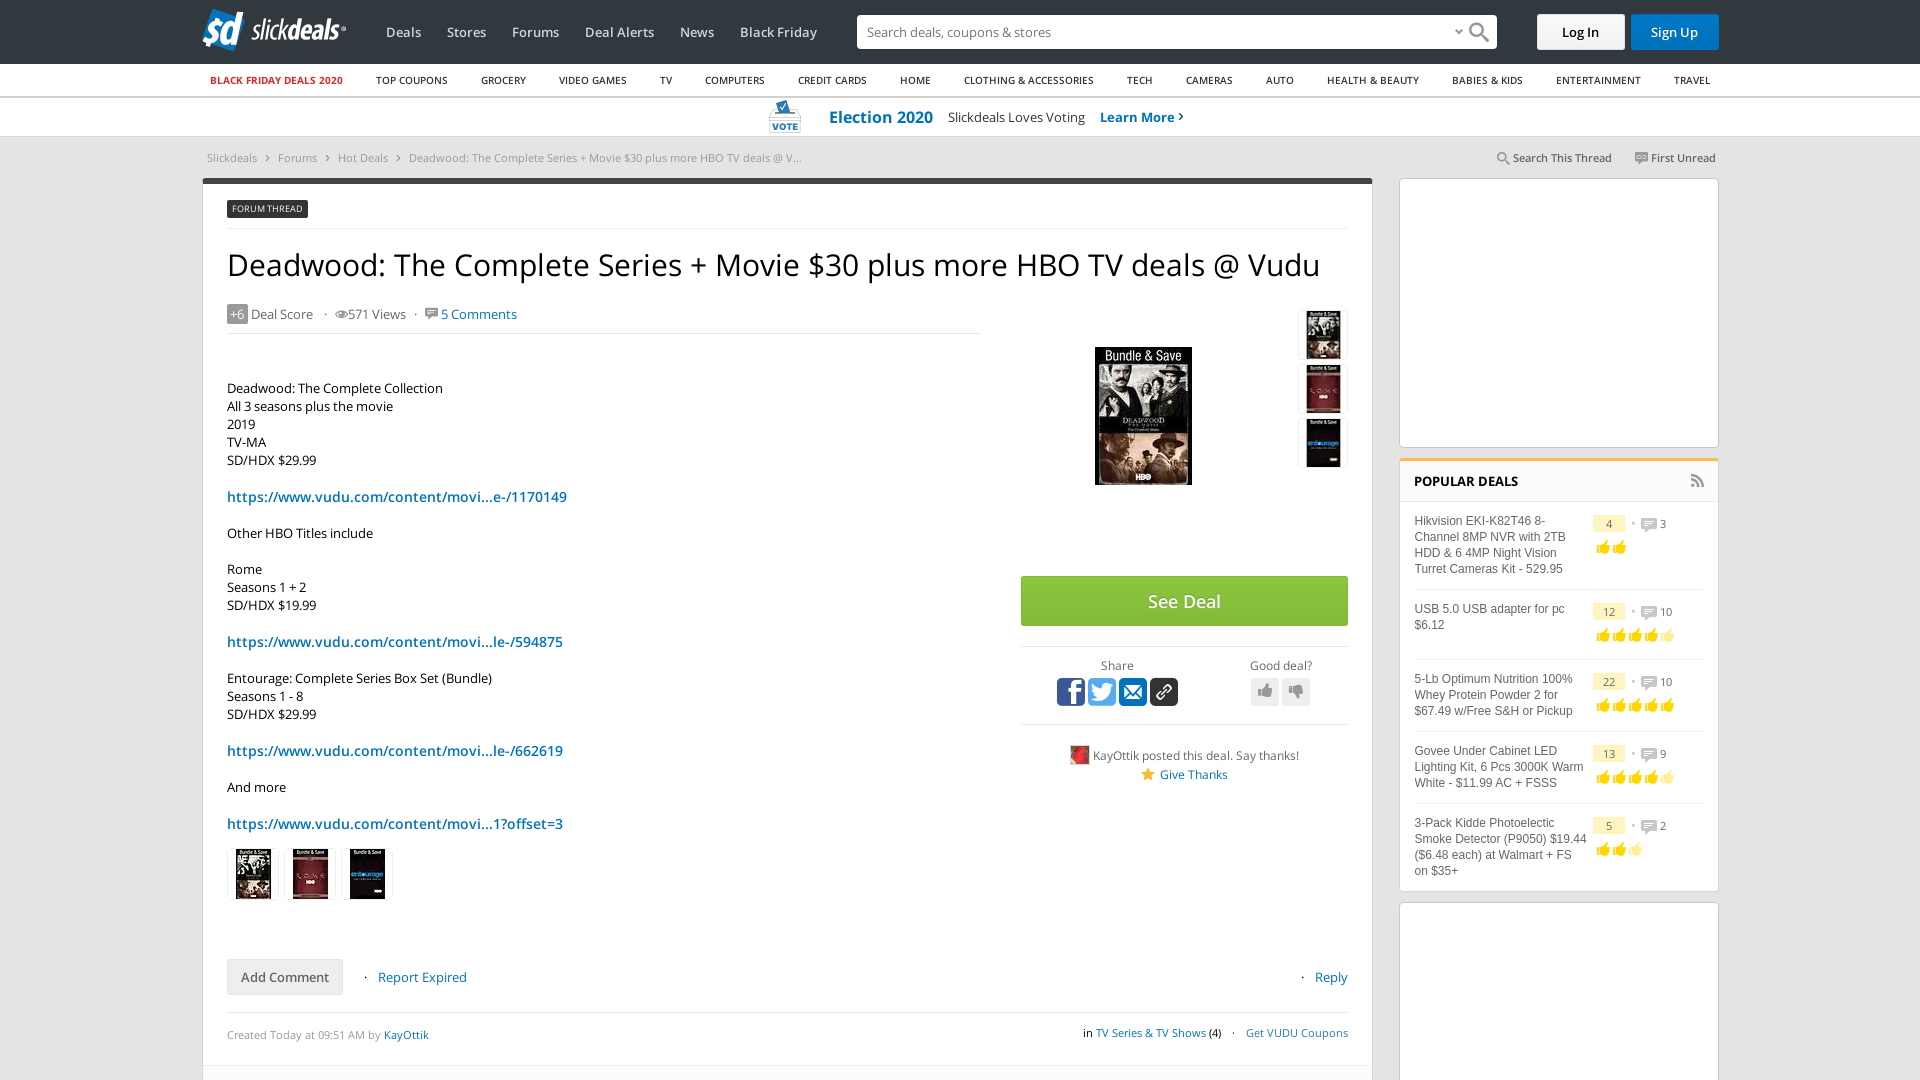 slickdeals
Deals
Stores
Forums
Deal Alerts
News
Black Friday
Search deals, coupons & stores
Log In
Sign Up
BLACK FRIDAY DEALS 2020
TOP COUPONS
GROCERY
VIDEO GAMES
TV
COMPUTERS
CREDIT CARDS
HOME
CLOTHING & ACCESSORIES
TECH
CAMERAS
AUTO
HEALTH & BEAUTY
BABIES & KIDS
ENTERTAINMENT
TRAVEL
VOTE
Election 2020 Slickdeals Loves Voting Learn More
Slickdeals > Forums > Hot Deals > Deadwood: The Complete Series + Movie $30 plus more HBO TV deals @ V...
Search This Thread
First Unread
FORUM THREAD
Deadwood: The Complete Series + Movie $30 plus more HBO TV deals @ Vudu
+6 Deal Score · 571 Views · 5 Comments
Deadwood: The Complete Collection
All 3 seasons plus the movie
2019
TV-MA
SD/HDX $29.99
https://www.vudu.com/content/movi...e-/1170149
Other HBO Titles include
Rome
Seasons 1 + 2
SD/HDX $19.99
https://www.vudu.com/content/movi...le-/594875
Entourage: Complete Series Box Set (Bundle)
Seasons 1 - 8
SD/HDX $29.99
https://www.vudu.com/content/movi...le-/662619
And more
https://www.vudu.com/content/movi...1?offset=3
Bundle & Save
DEADWOOD
HBO
See Deal
Share
Good deal?
KayOttik posted this deal. Say thanks!
Give Thanks
Add Comment
· Report Expired
· Reply
Created Today at 09:51 AM by KayOttik
in TV Series & TV Shows (4) · Get VUDU Coupons
POPULAR DEALS
Hikvision EKI-K82T46 8-
Channel 8MP NVR with 2TB
HDD & 6 4MP Night Vision
Turret Cameras Kit - 529.95
4 · 3
USB 5.0 USB adapter for pc
$6.12
12 · 10
5-Lb Optimum Nutrition 100%
Whey Protein Powder 2 for
$67.49 w/Free S&H or Pickup
22 · 10
Govee Under Cabinet LED
Lighting Kit, 6 Pcs 3000K Warm
White - $11.99 AC + FSSS
13 · 9
3-Pack Kidde Photoelectic
Smoke Detector (P9050) $19.44
($6.48 each) at Walmart + FS
on $35+
5 · 2